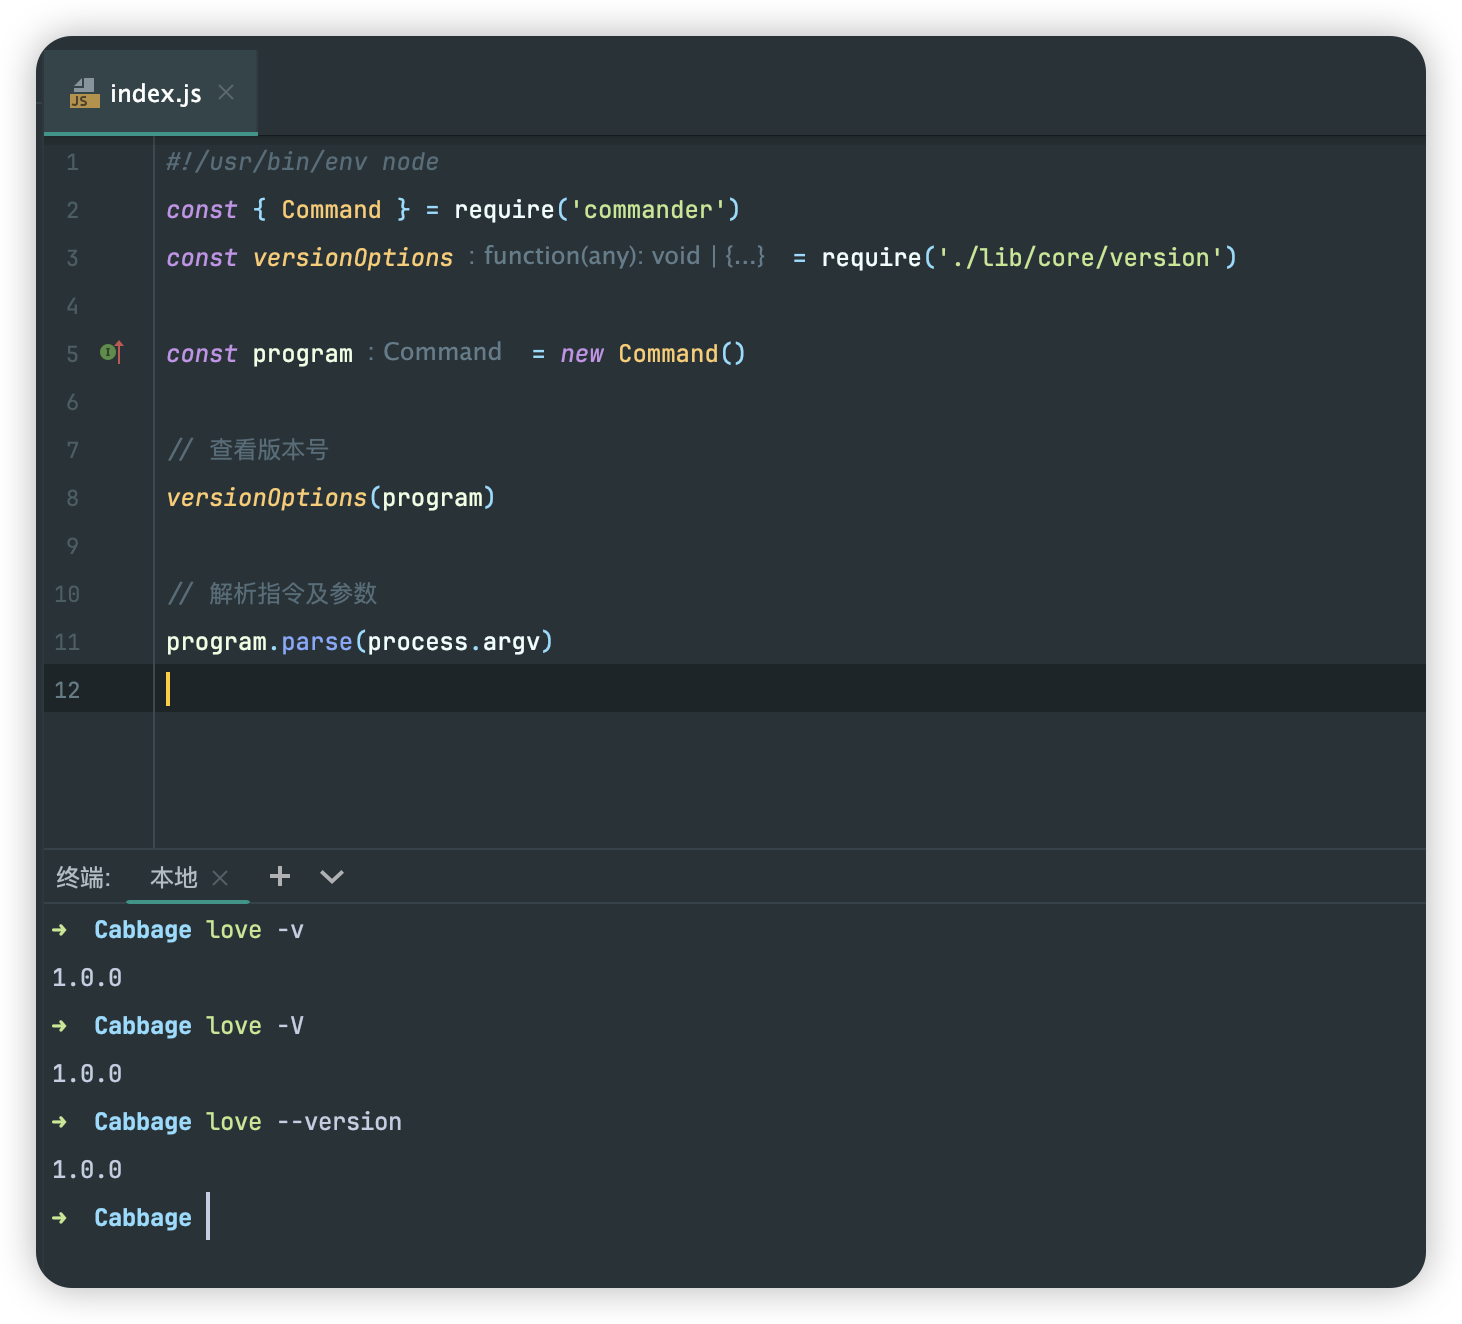 JS index.js
1 #!/usr/bin/env node
2 const { Command } = require('commander')
3 const versionOptions : function(any): void | {...} = require('./lib/core/version')
4
5 const program : Command = new Command()
6
7 // 查看版本号
8 versionOptions(program)
9
10 // 解析指令及参数
11 program.parse(process.argv)
12
终端: 本地
➜ Cabbage love -v
1.0.0
➜ Cabbage love -V
1.0.0
➜ Cabbage love --version
1.0.0
➜ Cabbage